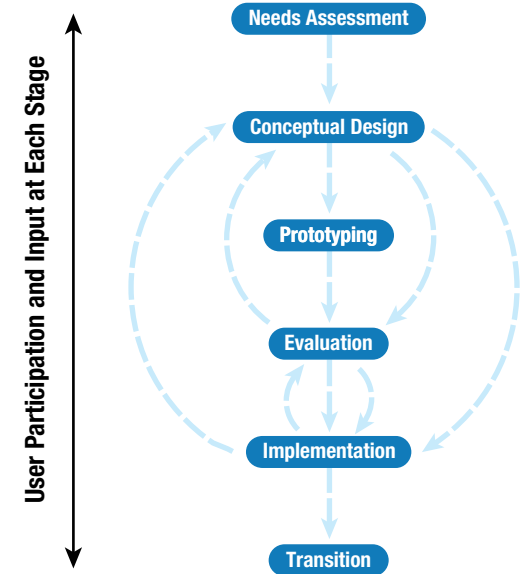 User Participation and Input at Each Stage
Needs Assessment
Conceptual Design
Prototyping
Evaluation
Implementation
Transition